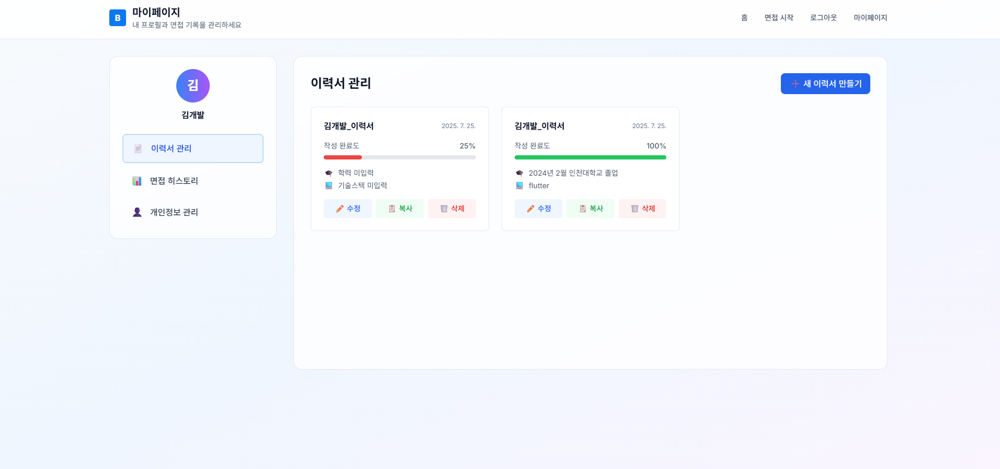 B
마이페이지
내 프로필과 면접 기록을 관리하세요
홈 면접 시작 로그아웃 마이페이지
김
김개발
이력서 관리
면접 히스토리
개인정보 관리
이력서 관리
새 이력서 만들기
김개발_이력서 2025. 7. 25.
작성 완료도 25%
학력 미입력
기술스택 미입력
수정 복사 삭제
김개발_이력서 2025. 7. 25.
작성 완료도 100%
2024년 2월 인천대학교 졸업
flutter
수정 복사 삭제